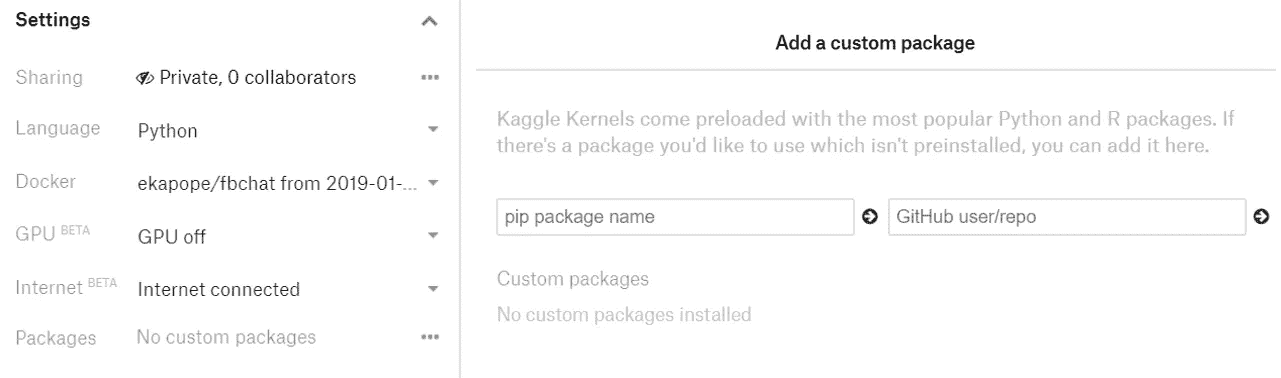 Settings
Sharing Private, 0 collaborators
Language Python
Docker ekapope/fbchat from 2019-01-...
GPU BETA GPU off
Internet BETA Internet connected
Packages No custom packages
Add a custom package
Kaggle Kernels come preloaded with the most popular Python and R packages. If
there's a package you'd like to use which isn't preinstalled, you can add it here.
pip package name GitHub user/repo
Custom packages
No custom packages installed